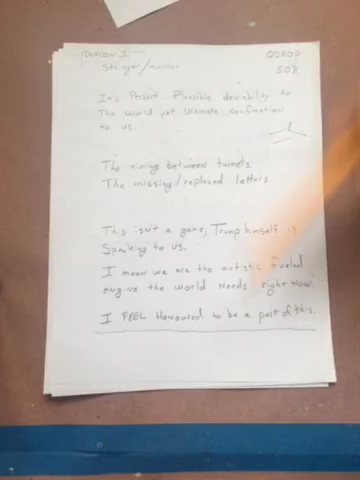 DEFCON 1
Stringer/marker
It's Perfect. Plausible deniability to
The world yet Ultimate confirmation
to us.
The timing between tweets
The missing/replaced letters
This isn't a game, Trump himself is
Speaking to us.
I mean we are the autistic fueled
engine the world needs right Now.
I FEEL Honoured to be a part of this.